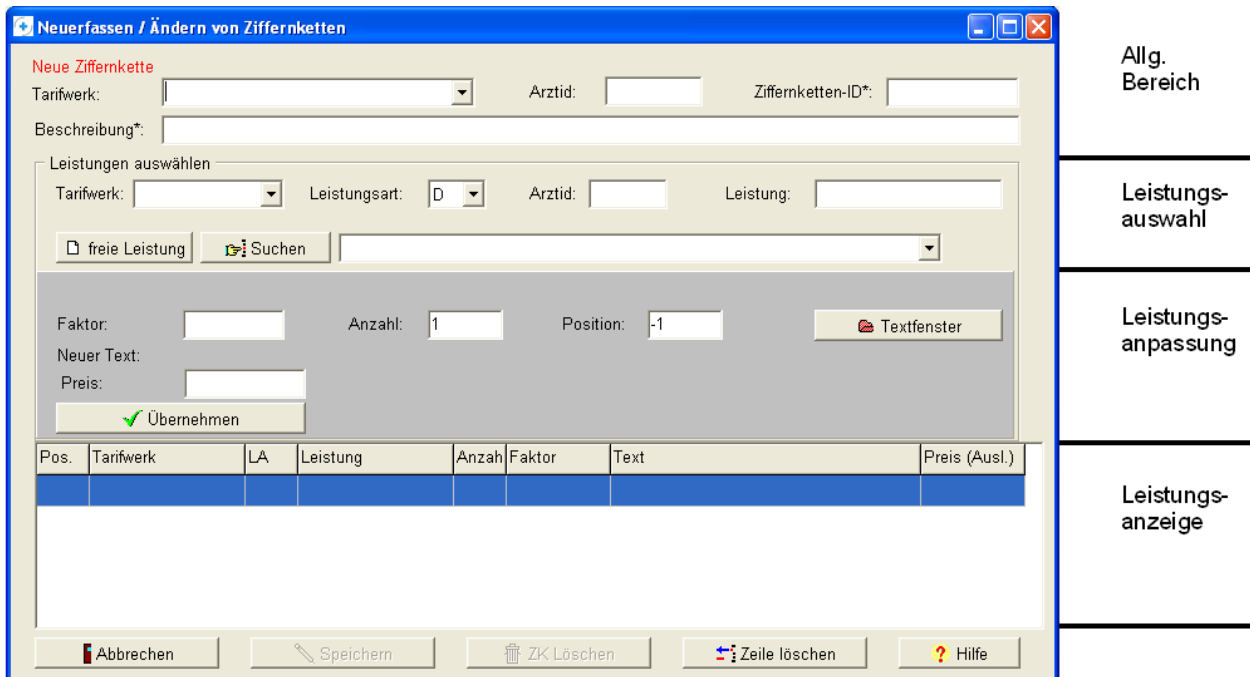 Neuerfassen / Ändern von Ziffernketten
Neue Ziffernkette
Tarifwerk: Arztid: Ziffernketten-ID*:
Beschreibung*:
Allg.
Bereich
Leistungen auswählen
Tarifwerk: Leistungsart: D Arztid: Leistung:
freie Leistung Suchen
Leistungs-
auswahl
Faktor: Anzahl: 1 Position: -1 Textfenster
Neuer Text:
Preis:
Übernehmen
Leistungs-
anpassung
Pos. Tarifwerk LA Leistung Anzah Faktor Text Preis (Ausl.)
Leistungs-
anzeige
Abbrechen Speichern ZK Löschen Zeile löschen Hilfe